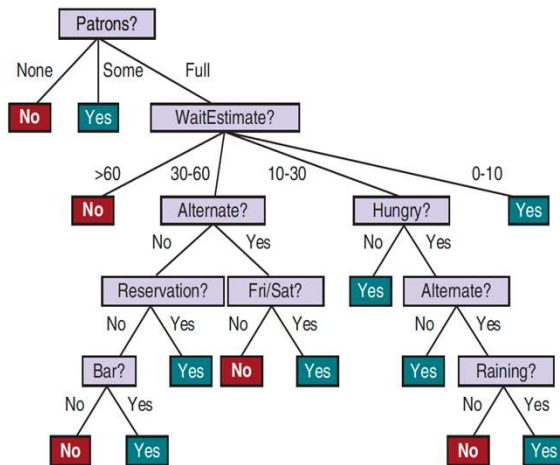 Patrons?
None Some Full
No Yes WaitEstimate?
>60 30-60 10-30 0-10
No Alternate? Hungry? Yes
No Yes No Yes
Reservation? Fri/Sat? Yes Alternate?
No Yes No Yes No Yes
Bar? Yes No Yes Yes Raining?
No Yes No Yes
No Yes No Yes